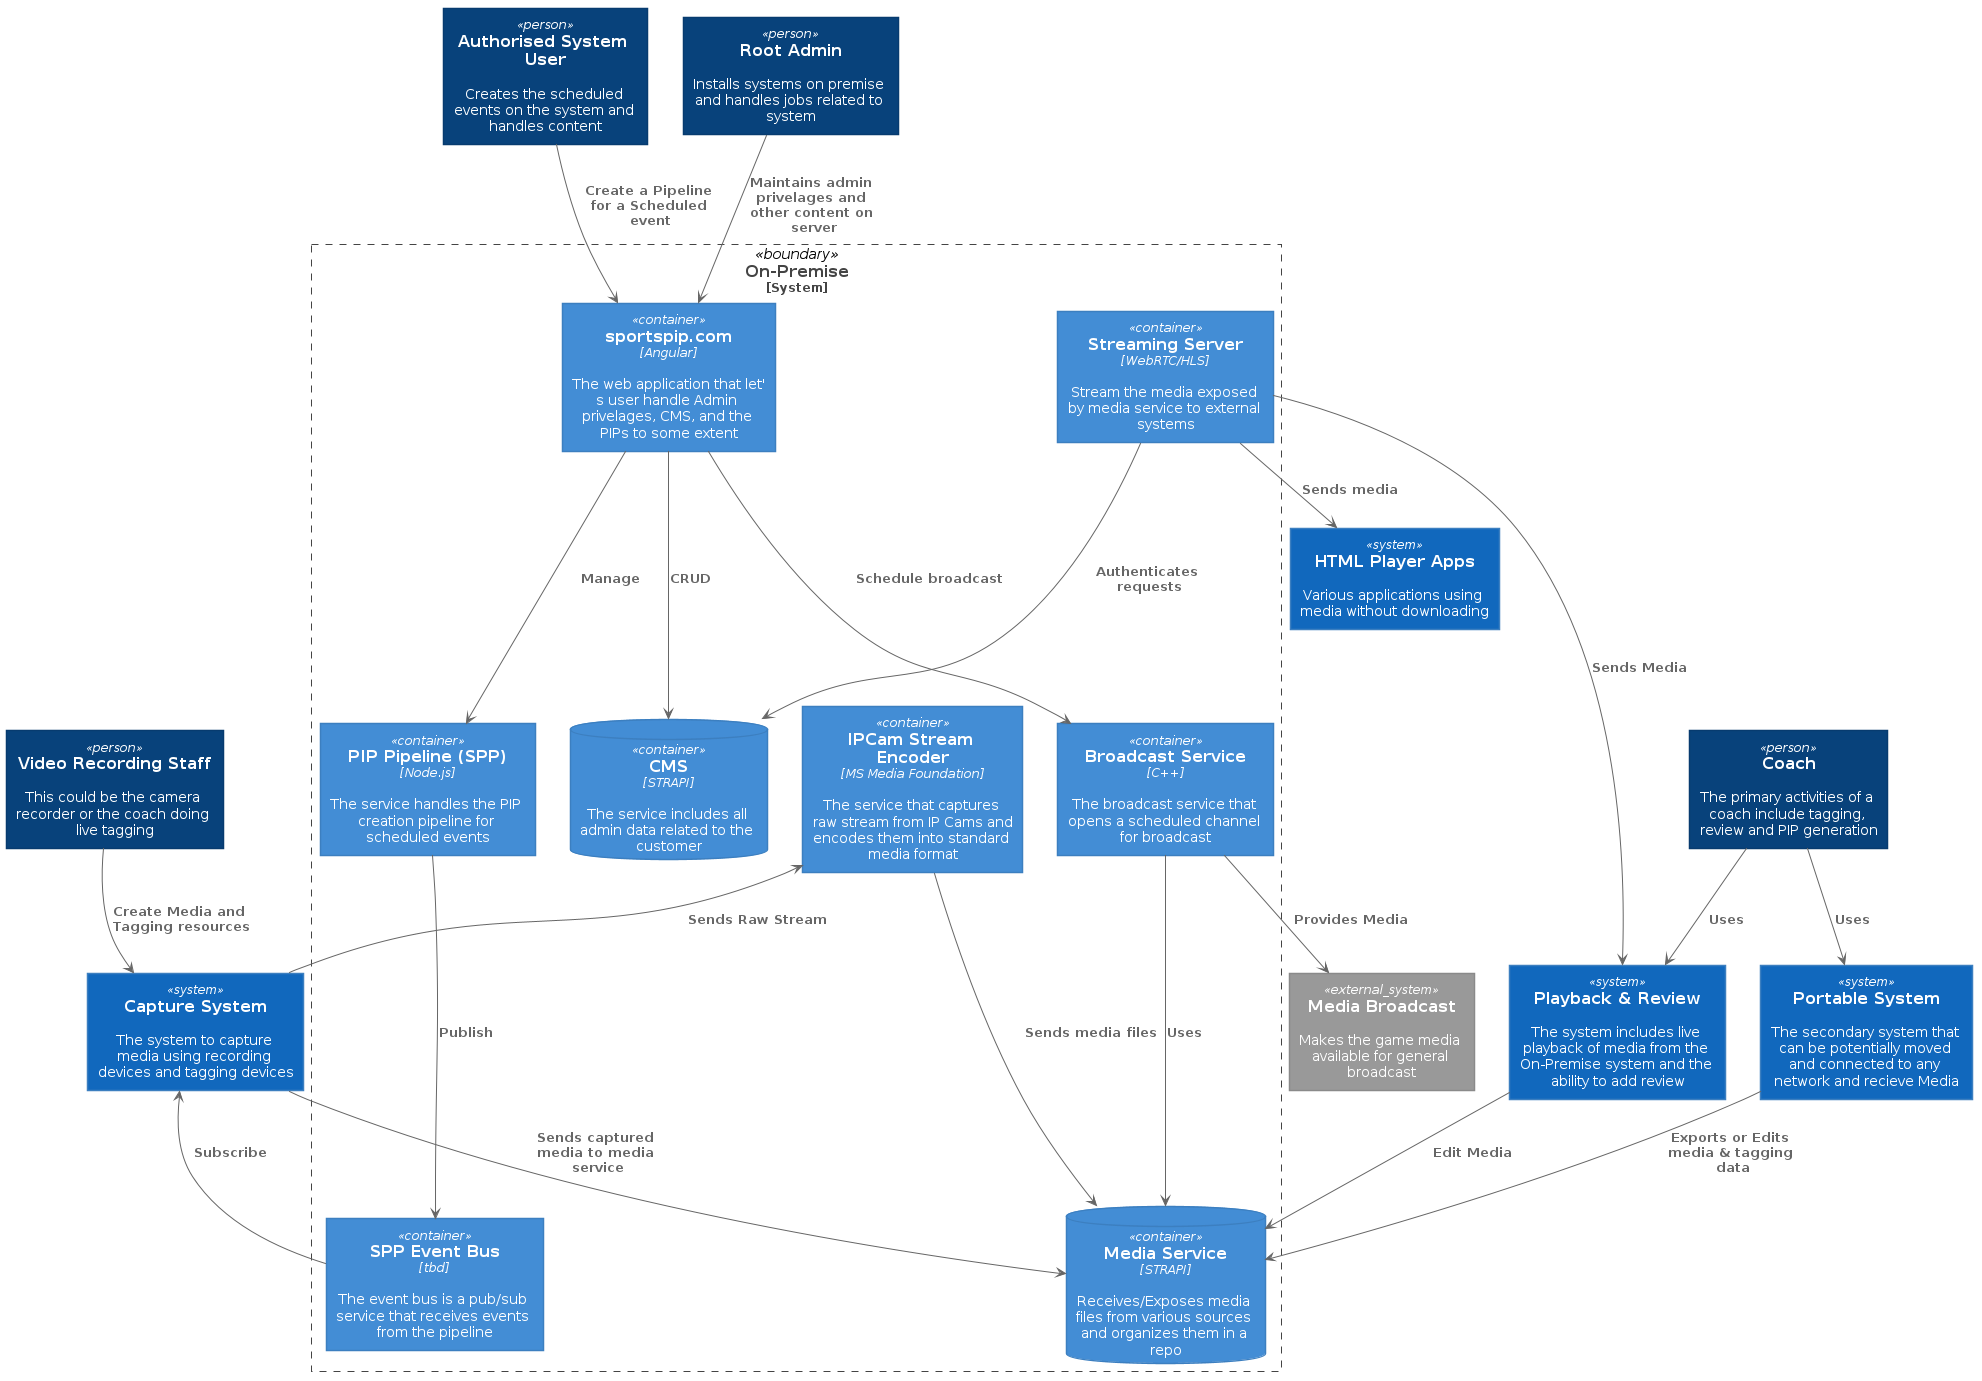 «person»
Authorised System
User
Creates the scheduled
events on the system and
handles content
«person»
Root Admin
Installs systems on premise
and handles jobs related to
system
Create a Pipeline
for a Scheduled
event
Maintains admin
privelages and
other content on
server
«boundary»
On-Premise
[System]
«container»
sportspip.com
[Angular]
The web application that let'
s user handle Admin
privelages, CMS, and the
PIPs to some extent
«container»
Streaming Server
[WebRTC/HLS]
Stream the media exposed
by media service to external
systems
Sends media
«system»
HTML Player Apps
Various applications using
media without downloading
Manage
CRUD
Schedule broadcast
Authenticates
requests
Sends Media
«person»
Video Recording Staff
This could be the camera
recorder or the coach doing
live tagging
«container»
PIP Pipeline (SPP)
[Node.js]
The service handles the PIP
creation pipeline for
scheduled events
«container»
CMS
[STRAPI]
The service includes all
admin data related to the
customer
«container»
IPCam Stream
Encoder
[MS Media Foundation]
The service that captures
raw stream from IP Cams and
encodes them into standard
media format
«container»
Broadcast Service
[C++]
The broadcast service that
opens a scheduled channel
for broadcast
«person»
Coach
The primary activities of a
coach include tagging,
review and PIP generation
Create Media and
Tagging resources
Sends Raw Stream
Provides Media
Uses
Uses
«system»
Capture System
The system to capture
media using recording
devices and tagging devices
Publish
Sends media files
Uses
«external_system»
Media Broadcast
Makes the game media
available for general
broadcast
«system»
Playback & Review
The system includes live
playback of media from the
On-Premise system and the
ability to add review
«system»
Portable System
The secondary system that
can be potentially moved
and connected to any
network and recieve Media
Subscribe
Sends captured
media to media
service
Edit Media
Exports or Edits
media & tagging
data
«container»
SPP Event Bus
[tbd]
The event bus is a pub/sub
service that receives events
from the pipeline
«container»
Media Service
[STRAPI]
Receives/Exposes media
files from various sources
and organizes them in a
repo